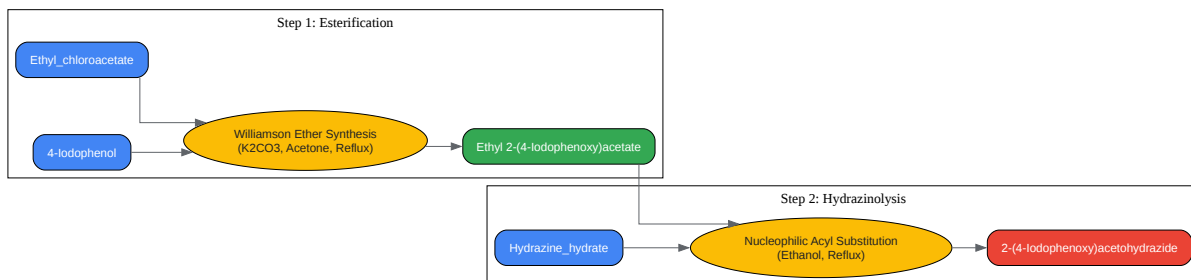 Step 1: Esterification
Ethyl_chloroacetate
4-Iodophenol
Williamson Ether Synthesis
(K2CO3, Acetone, Reflux)
Ethyl 2-(4-Iodophenoxy)acetate
Step 2: Hydrazinolysis
Hydrazine_hydrate
Nucleophilic Acyl Substitution
(Ethanol, Reflux)
2-(4-Iodophenoxy)acetohydrazide